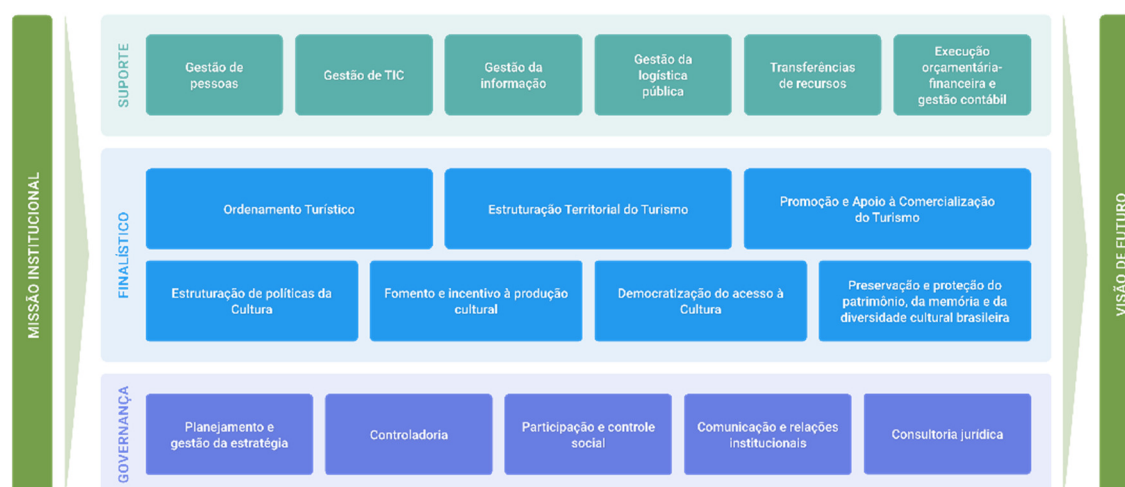 MISSÃO INSTITUCIONAL
SUPORTE
Gestão de
pessoas
Gestão de TIC
Gestão da
informação
Gestão da
logística
pública
Transferências
de recursos
Execução
orçamentária-
financeira e
gestão contábil
FINALÍSTICO
Ordenamento Turístico
Estruturação Territorial do Turismo
Promoção e Apoio à Comercialização
do Turismo
Estruturação de políticas da
Cultura
Fomento e incentivo à produção
cultural
Democratização do acesso à
Cultura
Preservação e proteção do
patrimônio, da memória e da
diversidade cultural brasileira
GOVERNANÇA
Planejamento e
gestão da estratégia
Controladoria
Participação e controle
social
Comunicação e relações
institucionais
Consultoria jurídica
VISÃO DE FUTURO